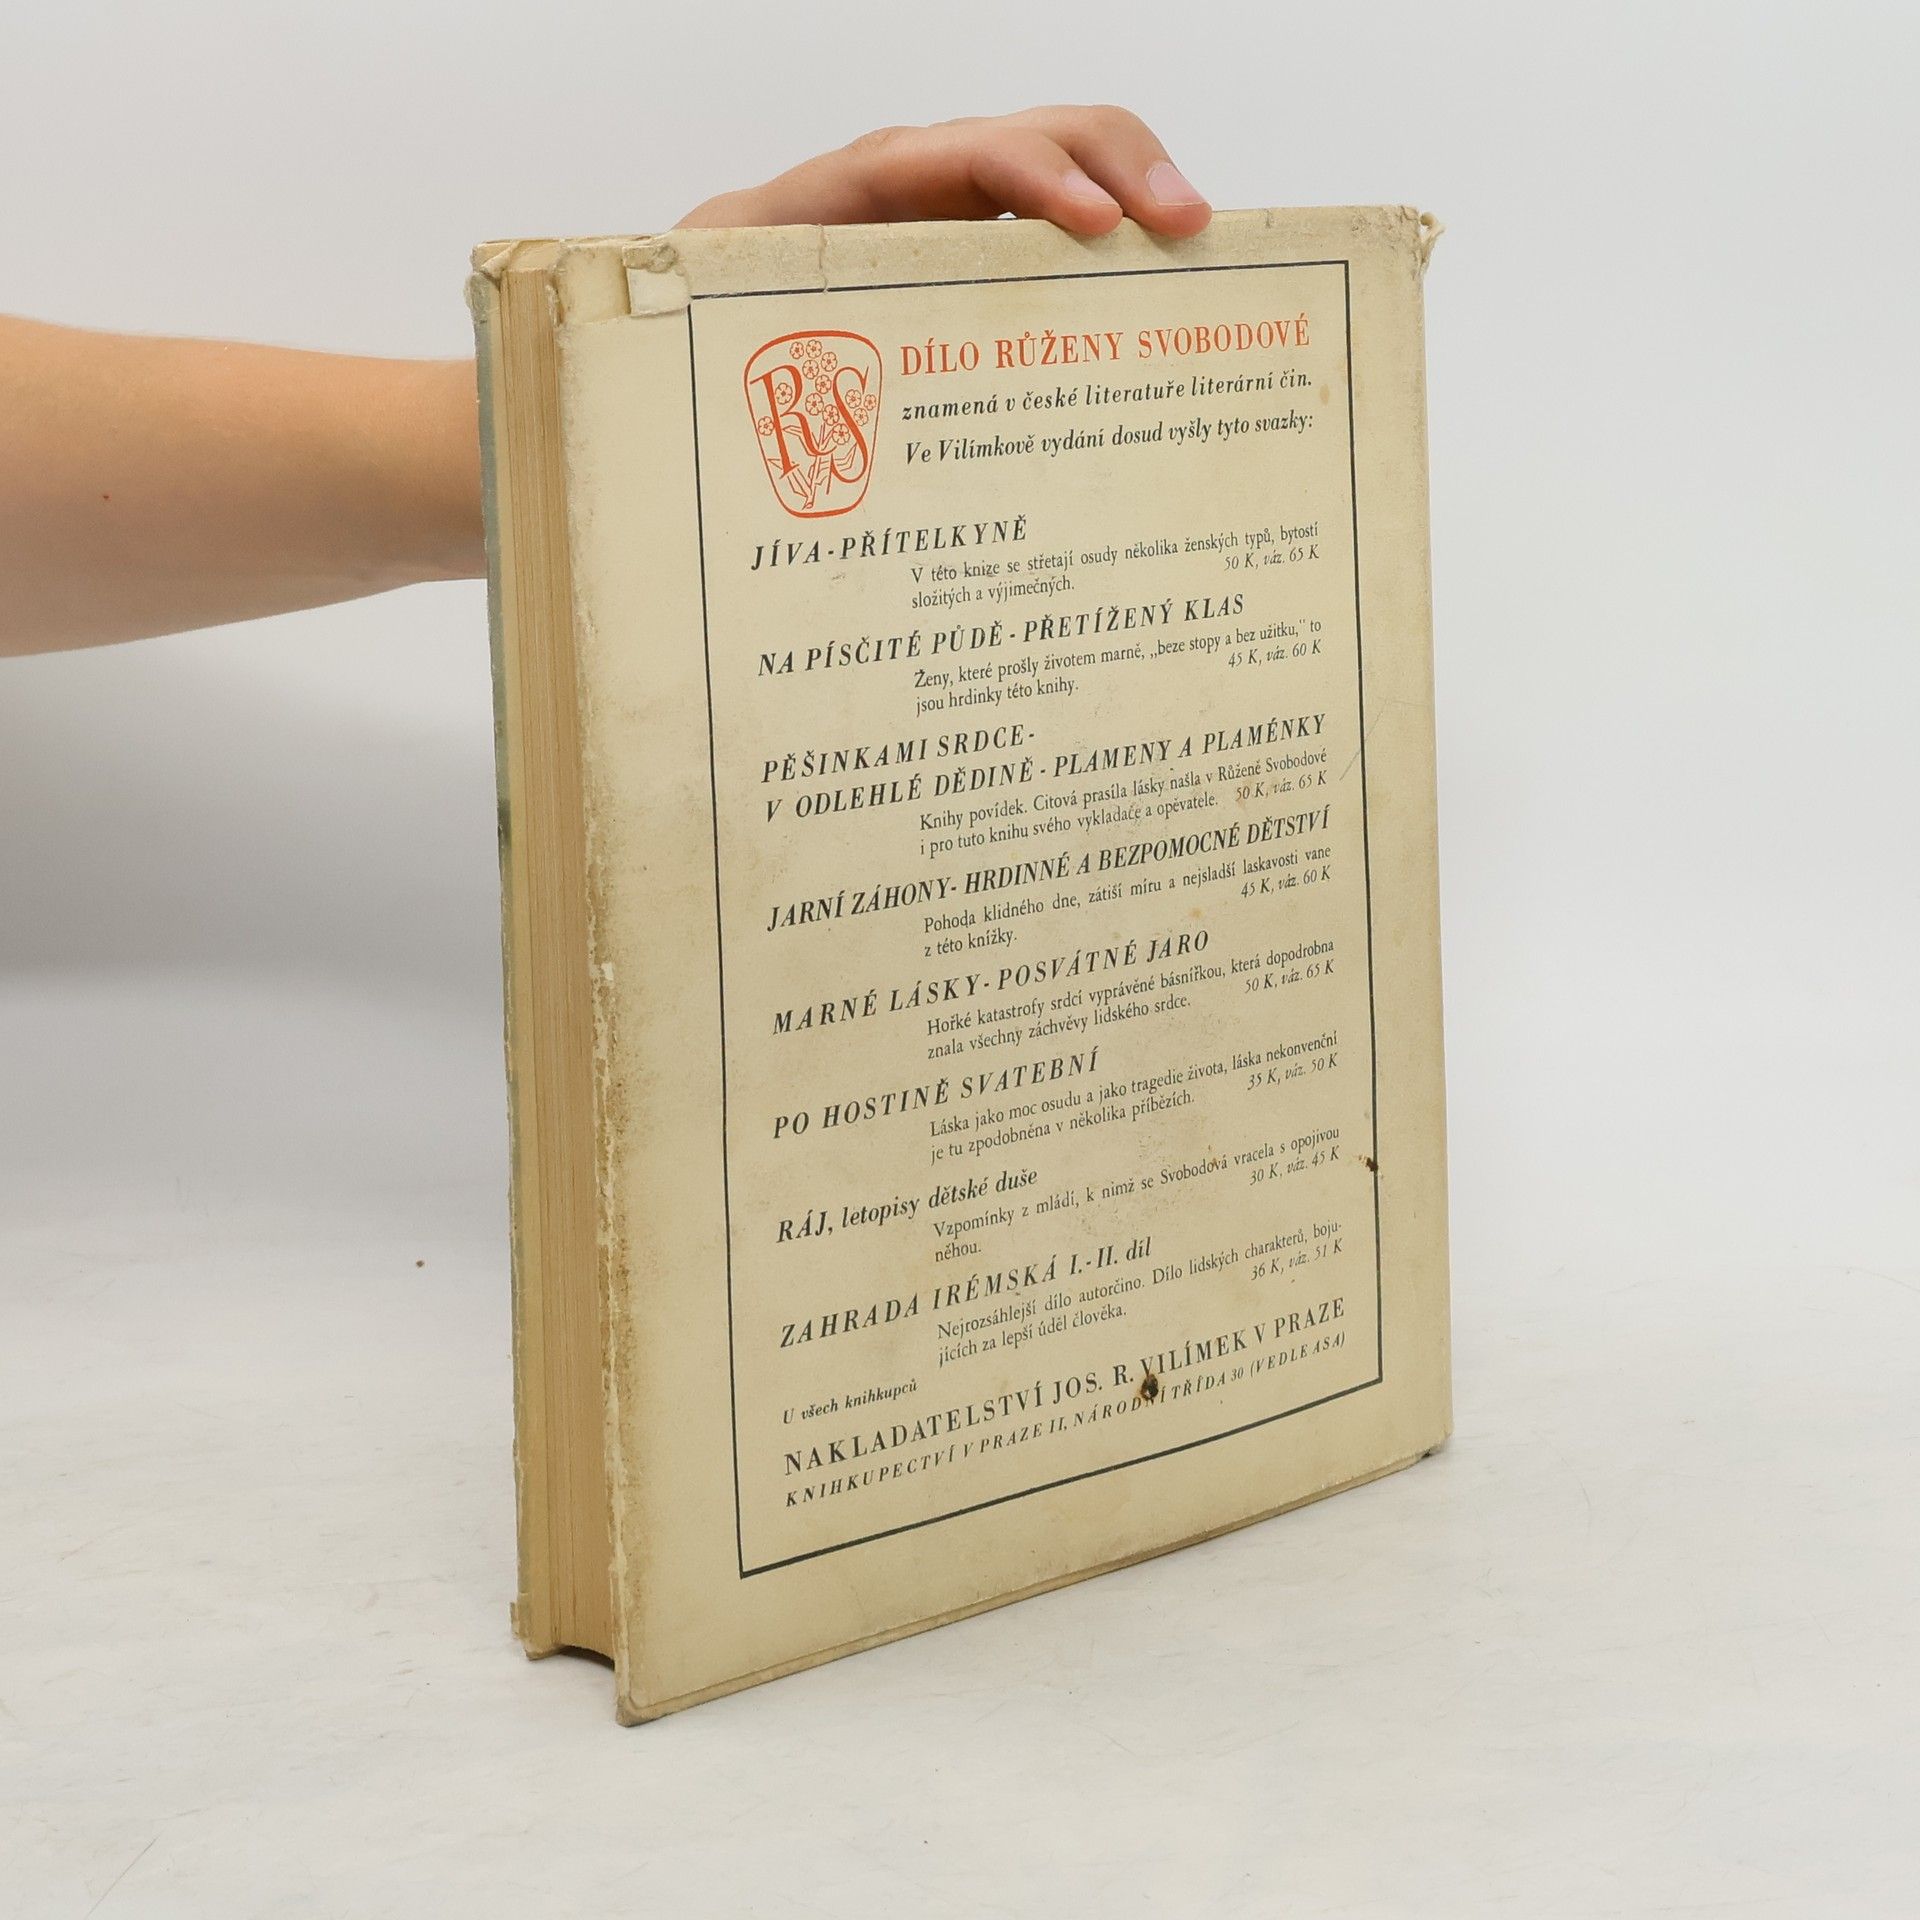 RS
DÍLO RŮŽENY SVOBODOVÉ
znamená v české literatuře literární čin.
Ve Vilímkově vydání dosud vyšly tyto svazky:
JÍVA-PŘÍTELKYNĚ
V této knize se střetají osudy několika ženských typů, bytostí
složitých a výjimečných. 50 K, váz. 65 K
NA PÍSČITÉ PŮDĚ-PŘETÍŽENÝ KLAS
Ženy, které prošly životem marně, „beze stopy a bez užitku," to
jsou hrdinky této knihy. 45 K, váz. 60 K
PĚŠINKAMI SRDCE-
V ODLEHLÉ DĚDINĚ-PLAMENY A PLAMÉNKY
Knihy povídek. Citová prasíla lásky našla v Růženě Svobodové
i pro tuto knihu svého vykladače a opěvatele. 50 K, váz. 65 K
JARNÍ ZÁHONY-HRDINNÉ A BEZPOMOCNÉ DĚTSTVÍ
Pohoda klidného dne, zátiší míru a nejsladší laskavosti vane
z této knížky. 45 K, váz. 60 K
MARNÉ LÁSKY-POSVÁTNÉ JARO
Hořké katastrofy srdcí vyprávěné básnířkou, která dopodrobna
znala všechny záchvěvy lidského srdce. 50 K, váz. 65 K
PO HOSTINĚ SVATEBNÍ
Láska jako moc osudu a jako tragedie života, láska nekonvenční
je tu zpodobněna v několika příbězích. 35 K, váz. 50 K
RÁJ, letopisy dětské duše
Vzpomínky z mládí, k nimž se Svobodová vracela s opojivou
něhou. 30 K, váz. 45 K
ZAHRADA IRÉMSKÁ I.-II. díl
Nejrozsáhlejší dílo autorčino. Dílo lidských charakterů, boju-
jících za lepší úděl člověka. 36 K, váz. 51 K
U všech knihkupců
NAKLADATELSTVÍ JOS. R. VILÍMEK V PRAZE
KNIHKUPECTVÍ V PRAZE II, NÁRODNÍ TŘÍDA 30 (VEDLE ASA)